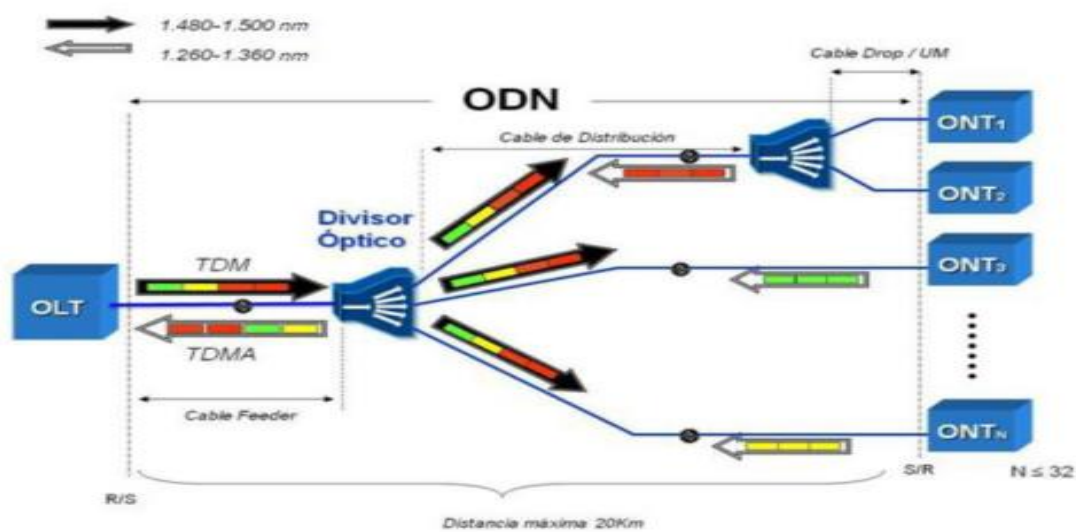 1.480-1.500 nm
1.260-1.360 nm
Cable Drop / UM
ODN
ONT1
Cable de Distribución
ONT2
Divisor
Óptico
TDM
ONT3
OLT
TDMA
Cable Feeder
ONTN
S/R
N ≤ 32
R/S
Distancia máxima 20Km